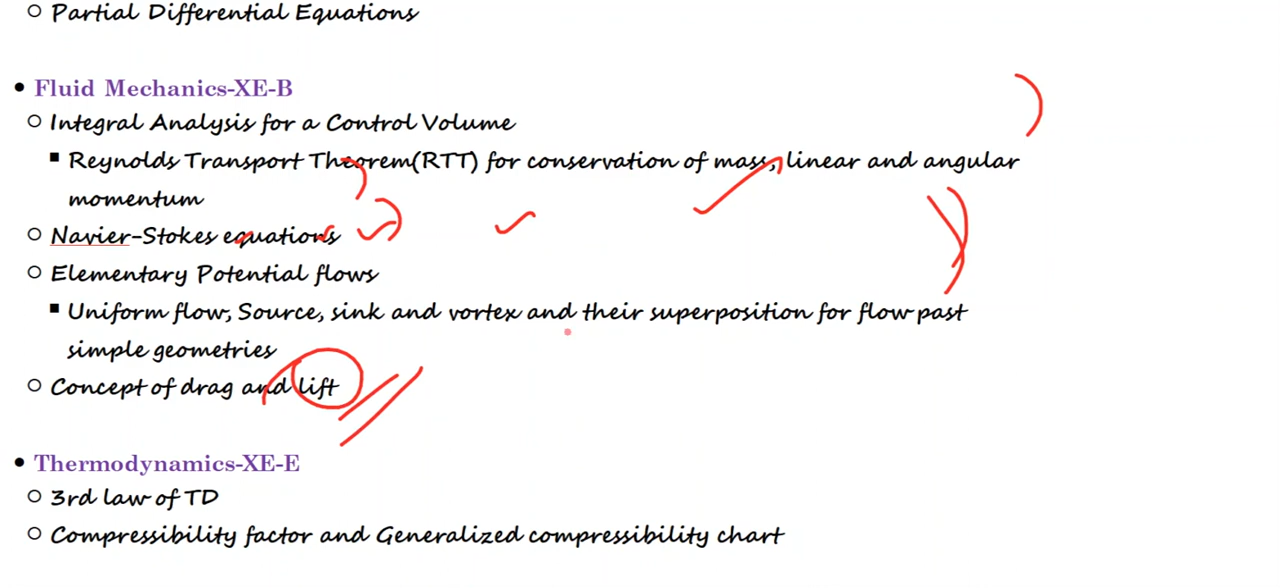 ○ Partial Differential Equations
• Fluid Mechanics-XE-B
○ Integral Analysis for a Control Volume
▪ Reynolds Transport Theorem(RTT) for conservation of mass, linear and angular
momentum
○ Navier-Stokes equations
○ Elementary Potential flows
▪ Uniform flow, Source, sink and vortex and their superposition for flow past
simple geometries
○ Concept of drag and lift
• Thermodynamics-XE-E
○ 3rd law of TD
○ Compressibility factor and Generalized compressibility chart